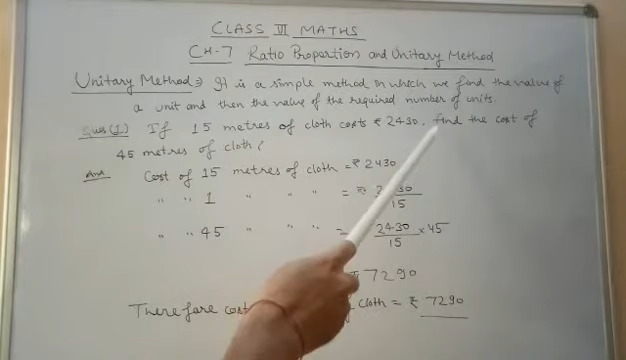 CLASS VI MATHS
CH-7 Ratio Proportion and Unitary Method
Unitary Method ⇒ It is a simple method in which we find the value of
a unit and then the value of the required number of units.
Ques(1) If 15 metres of cloth costs ₹ 2430. find the cost of
45 metres of cloth?
Ans Cost of 15 metres of cloth = ₹ 2430
" " 1 " " " = ₹ 2430/15
" " 45 " " " = 2430/15 × 45
₹ 7290
Therefore cost of cloth = ₹ 7290